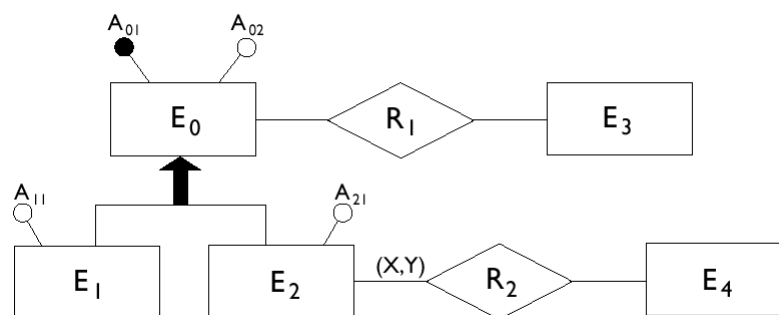 A₀₁ A₀₂
E₀ R₁ E₃
A₁₁ A₂₁
E₁ E₂ (X,Y) R₂ E₄